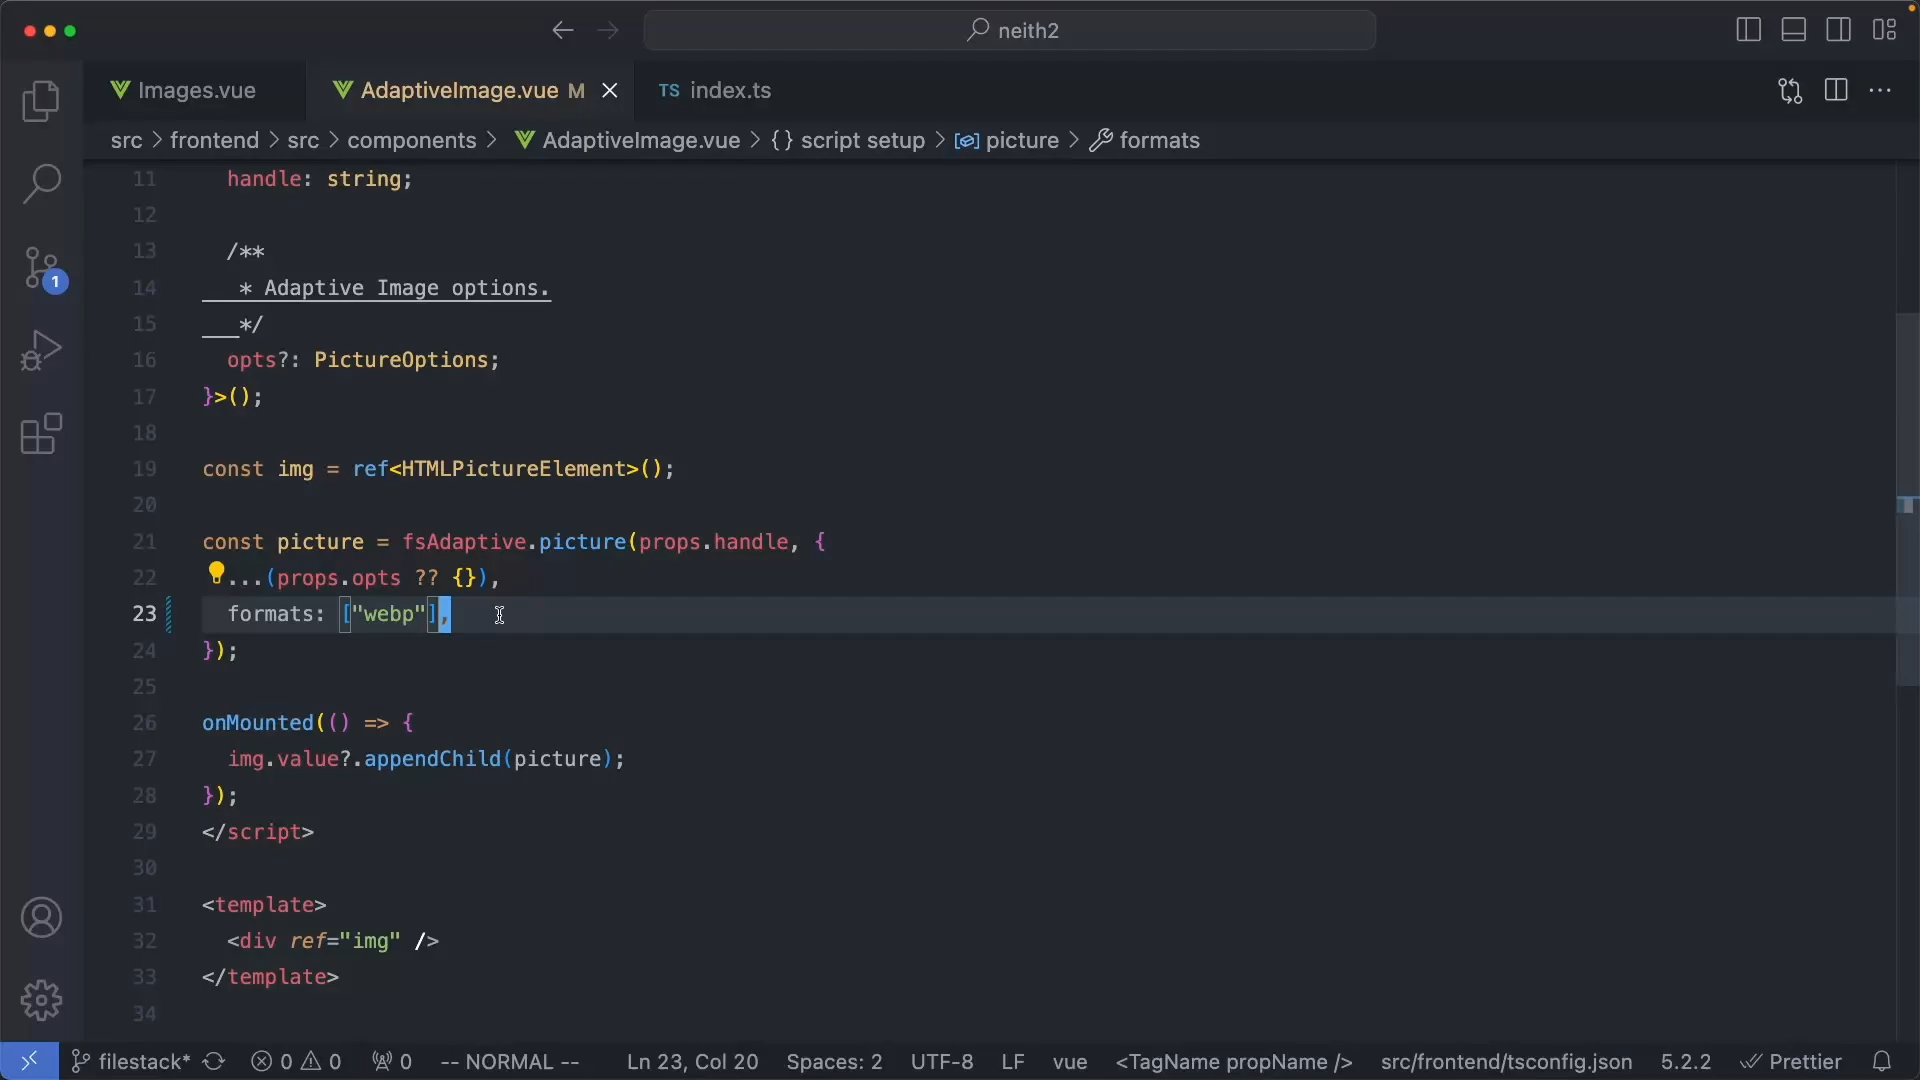 neith2
Images.vue
AdaptiveImage.vue M
TS index.ts
src > frontend > src > components > AdaptiveImage.vue > {} script setup > picture > formats
11 handle: string;
12
13 /**
14 * Adaptive Image options.
15 */
16 opts?: PictureOptions;
17 }>();
18
19 const img = ref<HTMLPictureElement>();
20
21 const picture = fsAdaptive.picture(props.handle, {
22 ...(props.opts ?? {}),
23 formats: ["webp"],
24 });
25
26 onMounted(() => {
27 img.value?.appendChild(picture);
28 });
29 </script>
30
31 <template>
32 <div ref="img" />
33 </template>
34
1
filestack* 0 0 0 -- NORMAL -- Ln 23, Col 20 Spaces: 2 UTF-8 LF vue <TagName propName /> src/frontend/tsconfig.json 5.2.2 Prettier